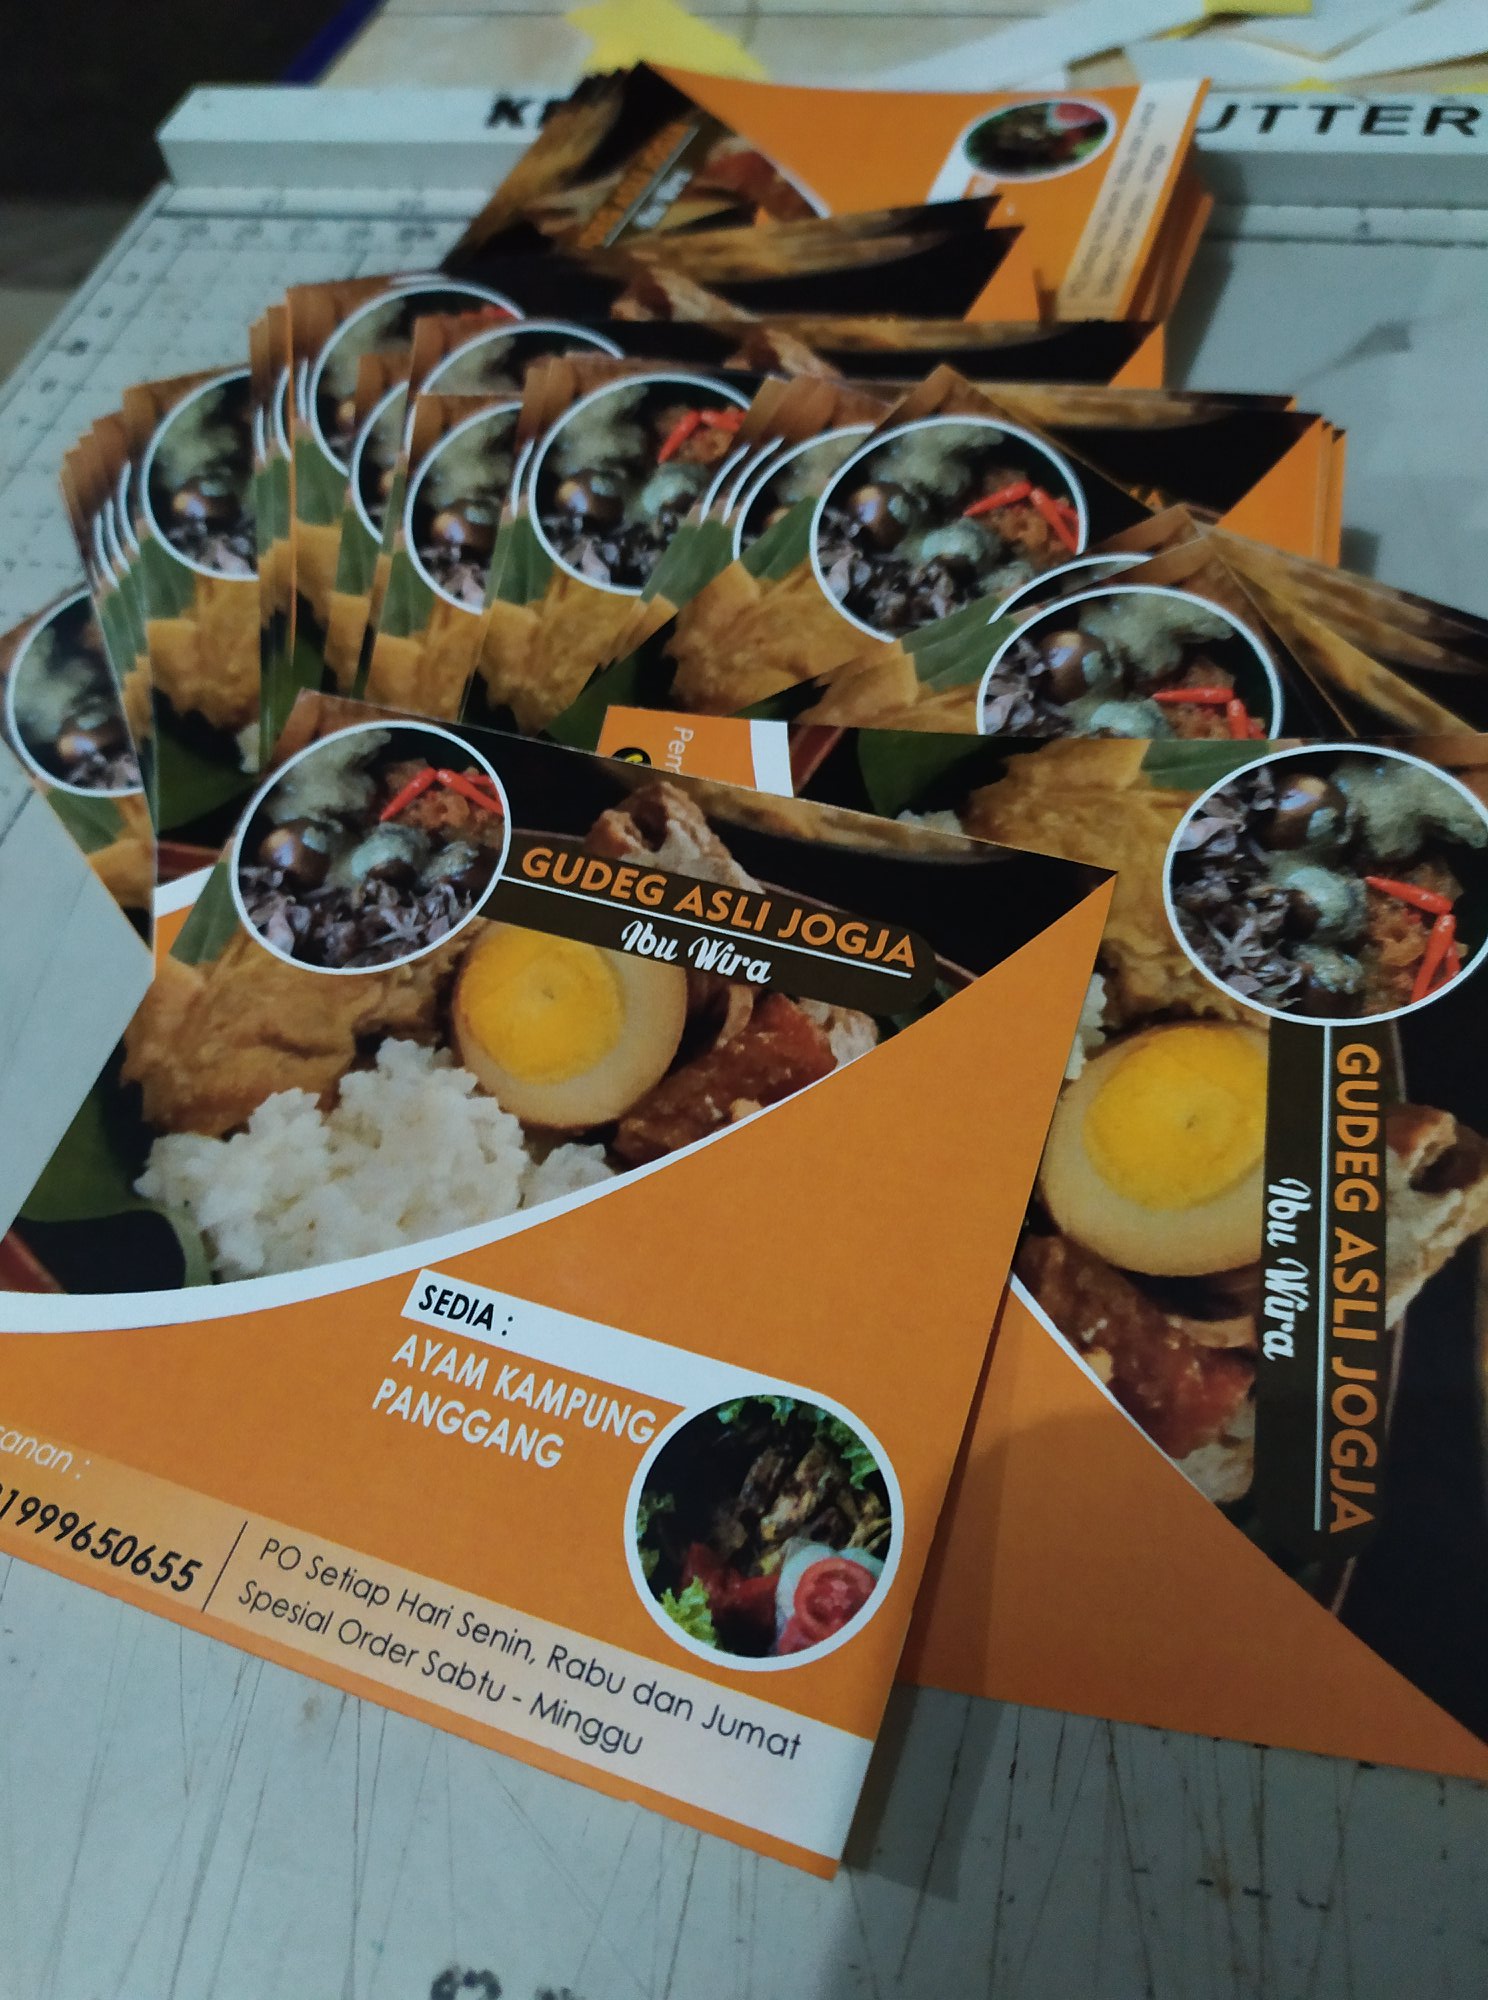 GUDEG ASLI JOGJA
Ibu Wira
SEDIA :
AYAM KAMPUNG
PANGGANG
1999650655
PO Setiap Hari Senin, Rabu dan Jumat
Spesial Order Sabtu - Minggu
GUDEG ASLI JOGJA
Ibu Wira